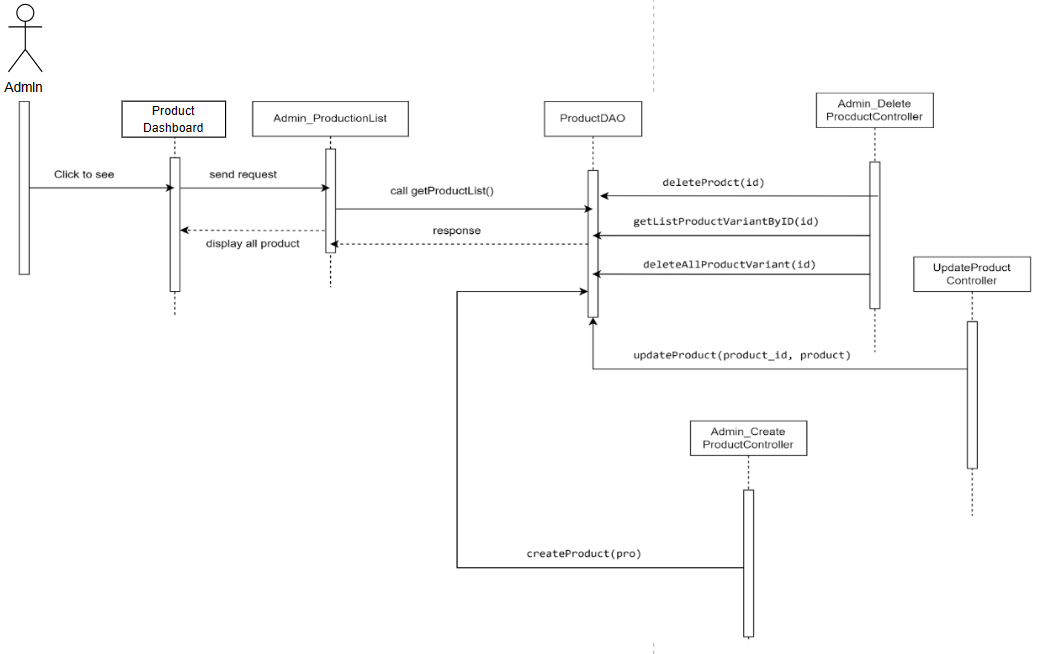 AdmIn
Product
Dashboard
Admin_ProductionList
ProductDAO
Admin_Delete
ProcductController
Click to see
send request
call getProductList()
deleteProdct(id)
getListProductVariantByID(id)
response
display all product
deleteAllProductVariant(id)
UpdateProduct
Controller
updateProduct(product_id, product)
Admin_Create
ProductController
createProduct(pro)